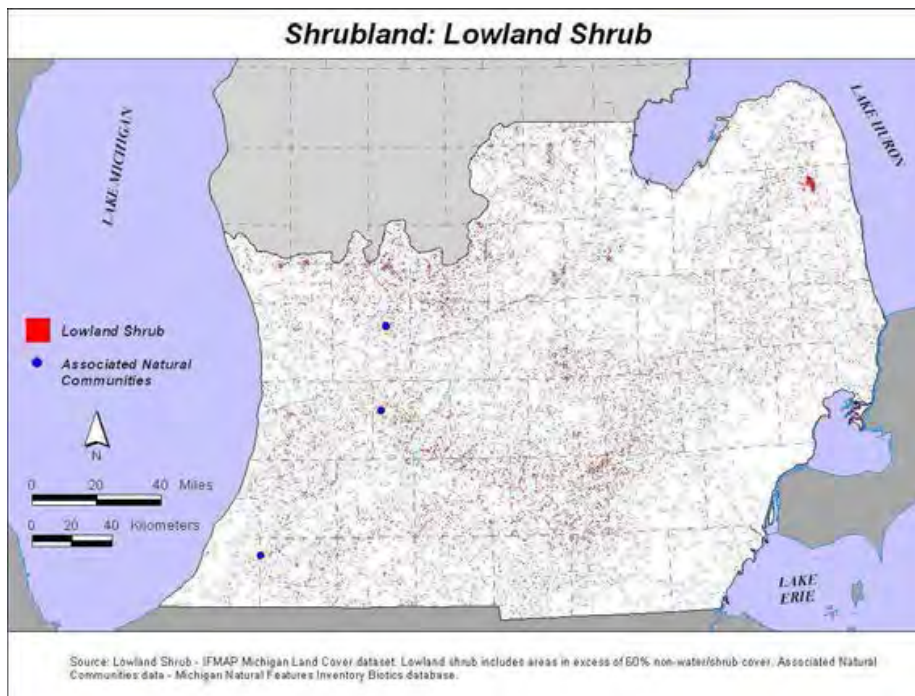 Shrubland: Lowland Shrub
LAKE MICHIGAN
LAKE HURON
Lowland Shrub
Associated Natural
Communities
N
0 20 40 Miles
0 20 40 Kilometers
LAKE
ERIE
Source: Lowland Shrub - IFMAP Michigan Land Cover dataset. Lowland shrub includes areas in excess of 60% non-water/shrub cover. Associated Natural
Communities data - Michigan Natural Features Inventory Biotics database.